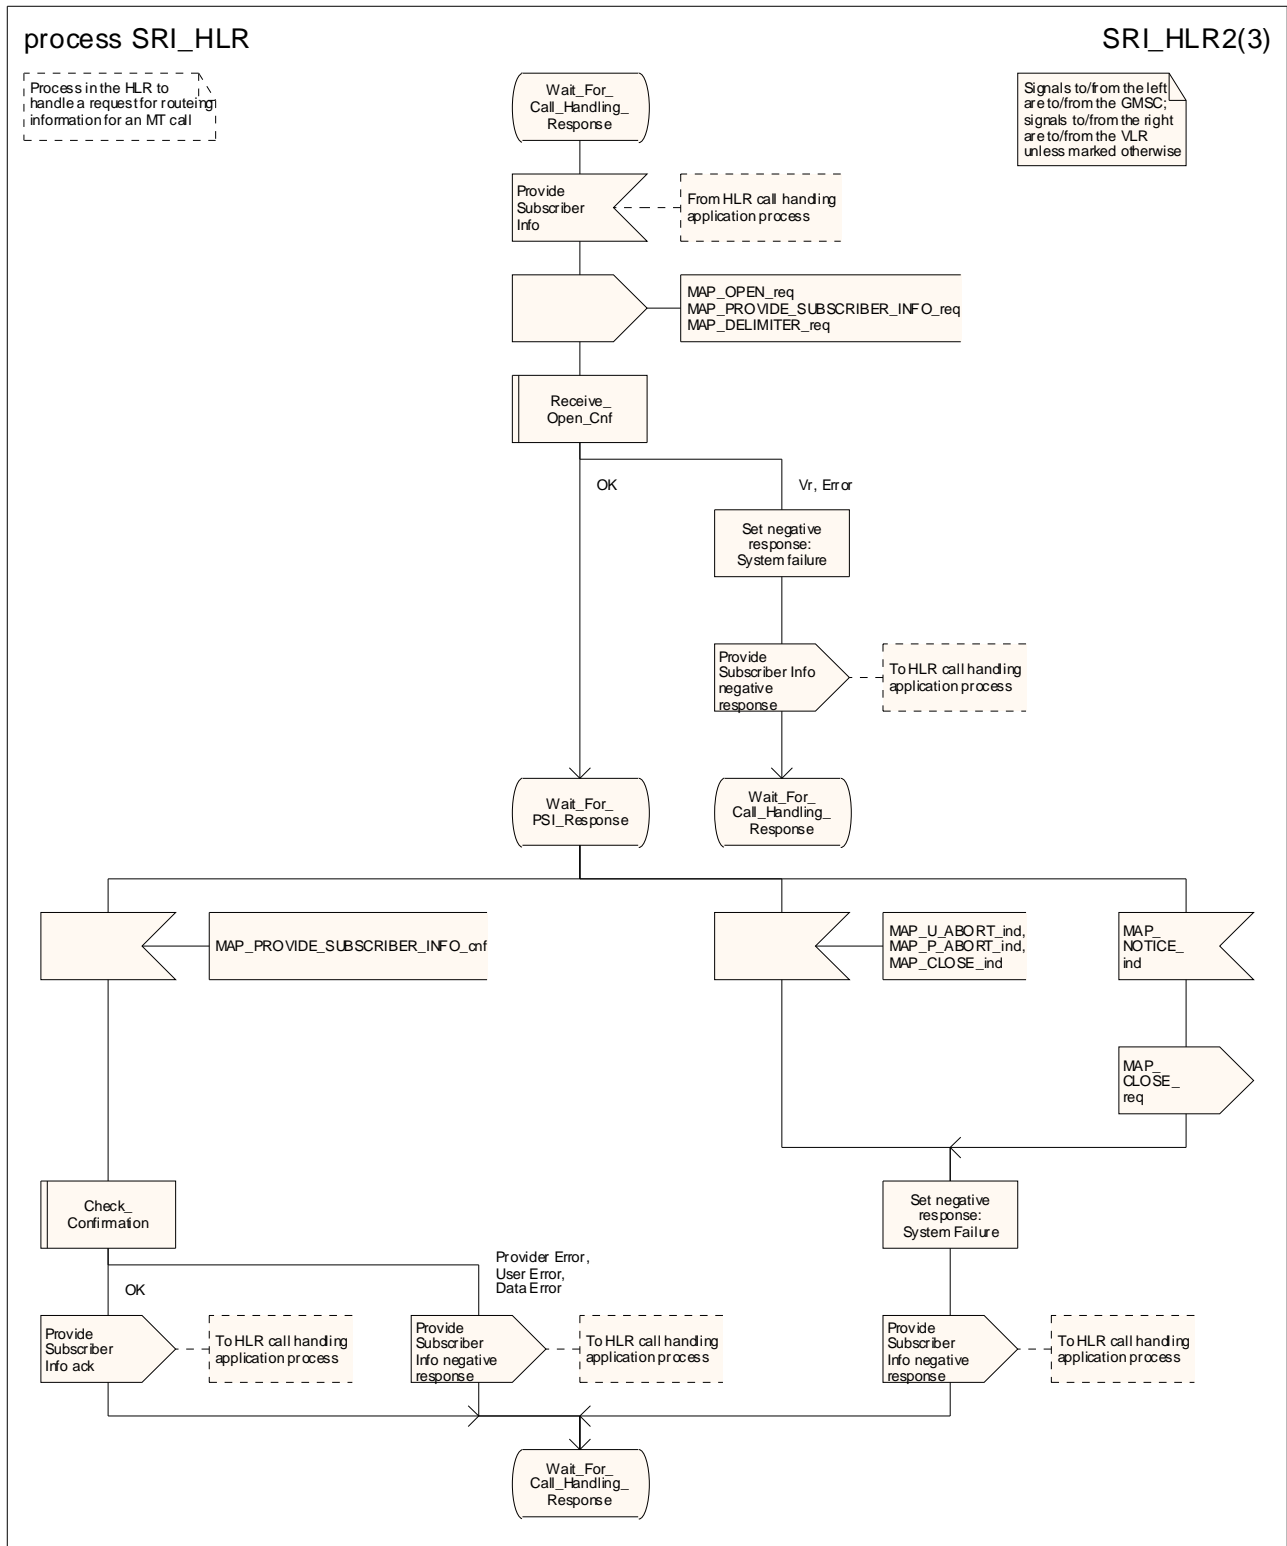 process SRI_HLR
SRI_HLR2(3)
Process in the HLR to
handle a request for routeing
information for an MT call
Wait_For_
Call_Handling_
Response
Signals to/from the left
are to/from the GMSC;
signals to/from the right
are to/from the VLR
unless marked otherwise
Provide
Subscriber
Info
From HLR call handling
application process
MAP_OPEN_req
MAP_PROVIDE_SUBSCRIBER_INFO_req
MAP_DELIMITER_req
Receive_
Open_Cnf
OK
Vr, Error
Set negative
response:
System failure
Provide
Subscriber Info
negative
response
To HLR call handling
application process
Wait_For_
PSI_Response
Wait_For_
Call_Handling_
Response
MAP_PROVIDE_SUBSCRIBER_INFO_cnf
MAP_U_ABORT_ind,
MAP_P_ABORT_ind,
MAP_CLOSE_ind
MAP_
NOTICE_
ind
MAP_
CLOSE_
req
Check_
Confirmation
Set negative
response:
System Failure
OK
Provider Error,
User Error,
Data Error
Provide
Subscriber
Info ack
To HLR call handling
application process
Provide
Subscriber
Info negative
response
To HLR call handling
application process
Provide
Subscriber
Info negative
response
To HLR call handling
application process
Wait_For_
Call_Handling_
Response